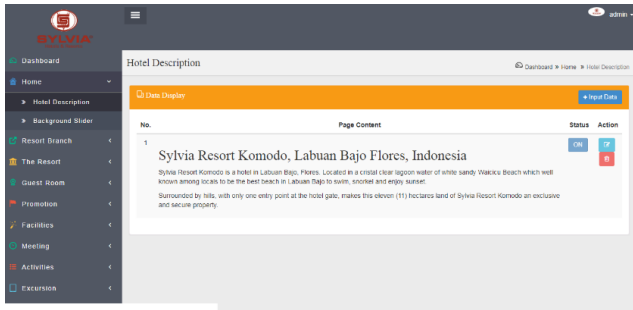 SYLVIA
admin
Dashboard
Home
» Hotel Description
» Background Slider
Resort Branch
The Resort
Guest Room
Promotion
Facilities
Meeting
Activities
Excursion
Hotel Description
Dashboard » Home » Hotel Description
Data Display
+ Input Data
No. Page Content Status Action
1
Sylvia Resort Komodo, Labuan Bajo Flores, Indonesia
ON
Sylvia Resort Komodo is a hotel in Labuan Bajo, Flores. Located in a cristal clear lagoon water of white sandy Waicicu Beach which well
known among locals to be the best beach in Labuan Bajo to swim, snorkel and enjoy sunset.
Surrounded by hills, with only one entry point at the hotel gate, makes this eleven (11) hectares land of Sylvia Resort Komodo an exclusive
and secure property.